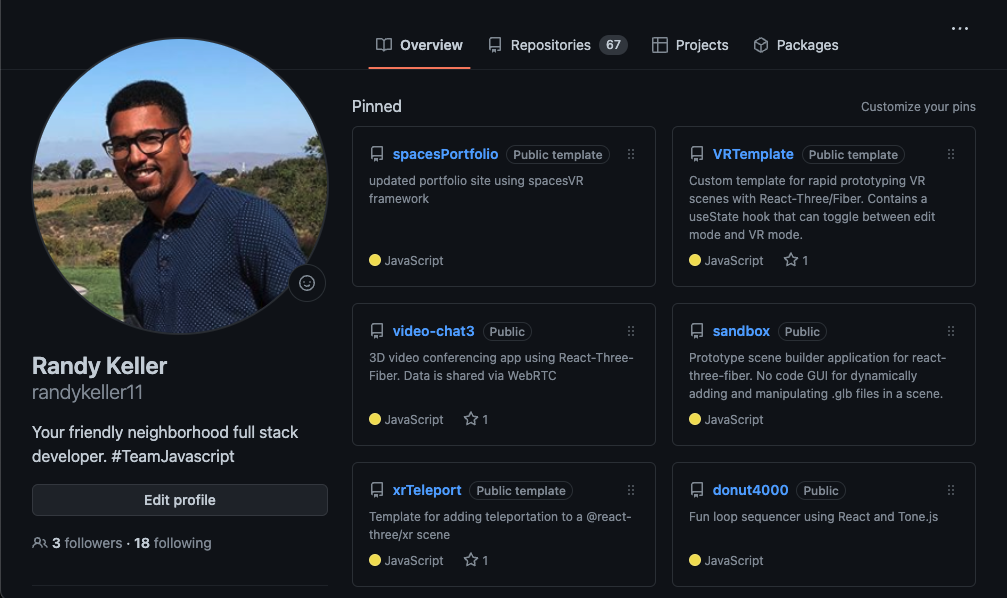 Overview Repositories 67 Projects Packages
Pinned
Customize your pins
spacesPortfolio Public template
updated portfolio site using spacesVR
framework
JavaScript
VRTemplate Public template
Custom template for rapid prototyping VR
scenes with React-Three/Fiber. Contains a
useState hook that can toggle between edit
mode and VR mode.
JavaScript 1
video-chat3 Public
3D video conferencing app using React-Three-
Fiber. Data is shared via WebRTC
JavaScript 1
sandbox Public
Prototype scene builder application for react-
three-fiber. No code GUI for dynamically
adding and manipulating .glb files in a scene.
JavaScript
xrTeleport Public template
Template for adding teleportation to a @react-
three/xr scene
JavaScript 1
donut4000 Public
Fun loop sequencer using React and Tone.js
JavaScript
Randy Keller
randykeller11
Your friendly neighborhood full stack
developer. #TeamJavascript
Edit profile
3 followers · 18 following